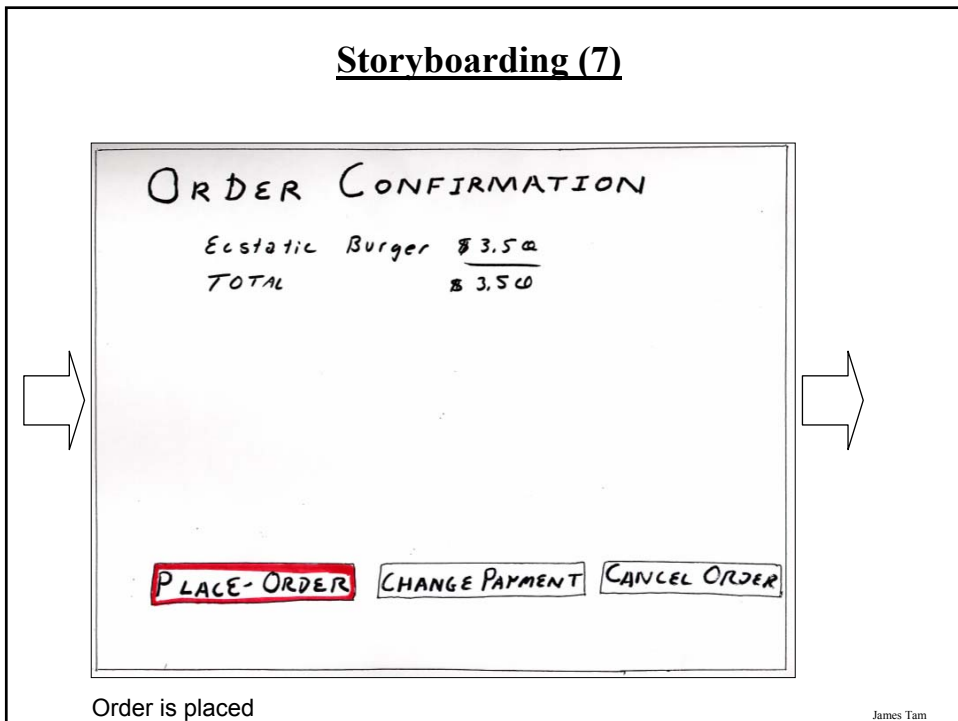 Storyboarding (7)
ORDER CONFIRMATION
Ecstatic Burger $ 3.50
TOTAL $ 3.50
PLACE-ORDER CHANGE PAYMENT CANCEL ORDER
Order is placed
James Tam